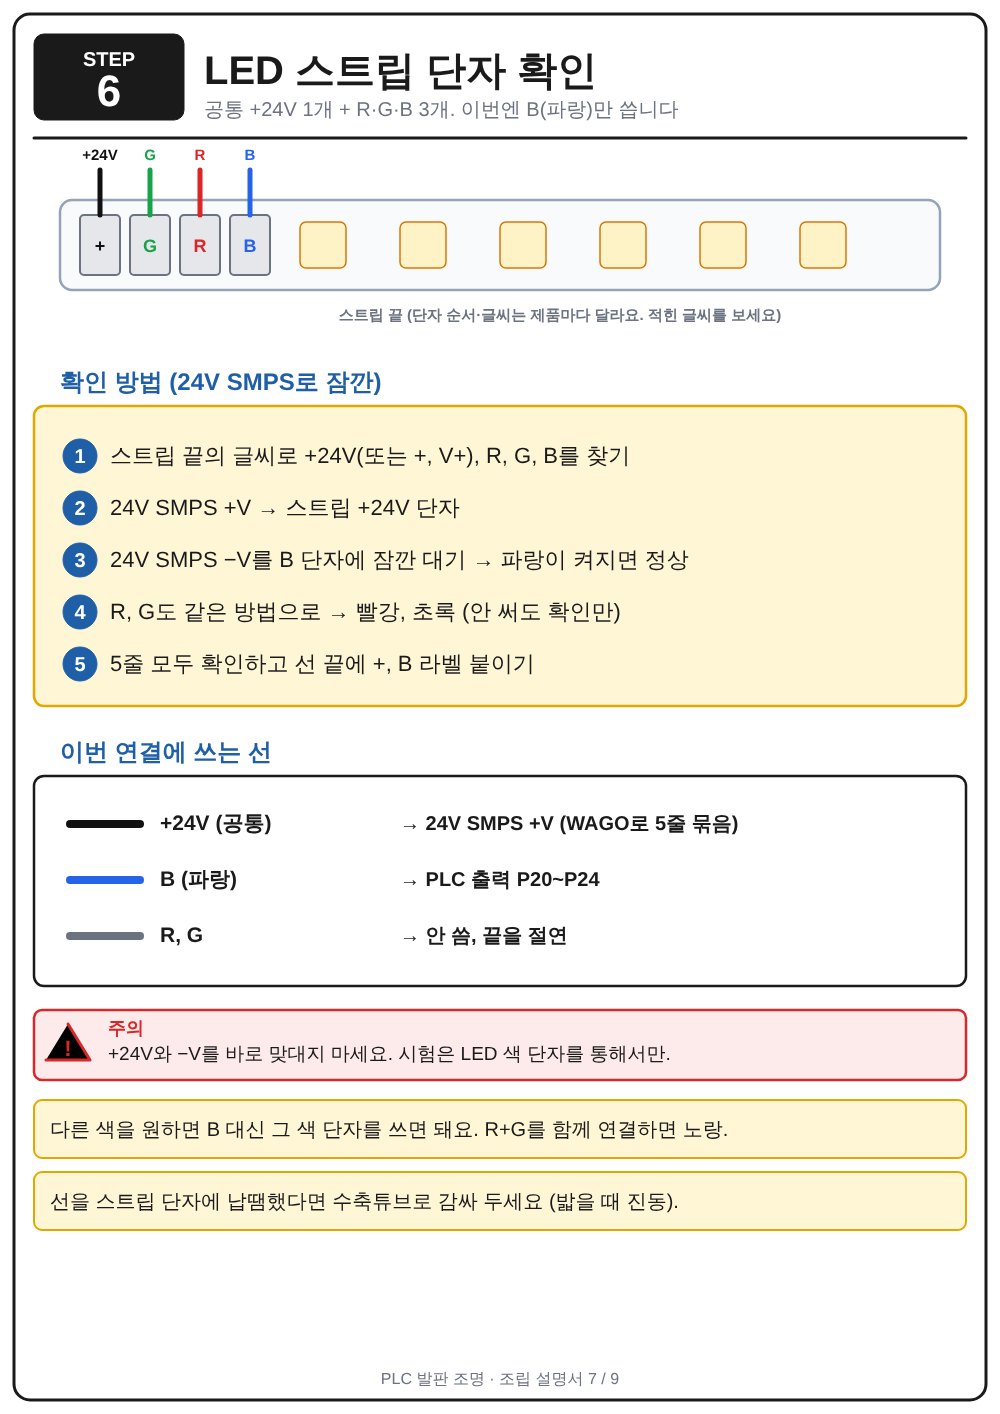 STEP
6
LED 스트립 단자 확인
공통 +24V 1개 + R·G·B 3개. 이번엔 B(파랑)만 씁니다
+24V G R B
+ G R B
스트립 끝 (단자 순서·글씨는 제품마다 달라요. 적힌 글씨를 보세요)
확인 방법 (24V SMPS로 잠깐)
1 스트립 끝의 글씨로 +24V(또는 +, V+), R, G, B를 찾기
2 24V SMPS +V → 스트립 +24V 단자
3 24V SMPS −V를 B 단자에 잠깐 대기 → 파랑이 켜지면 정상
4 R, G도 같은 방법으로 → 빨강, 초록 (안 써도 확인만)
5 5줄 모두 확인하고 선 끝에 +, B 라벨 붙이기
이번 연결에 쓰는 선
+24V (공통) → 24V SMPS +V (WAGO로 5줄 묶음)
B (파랑) → PLC 출력 P20~P24
R, G → 안 씀, 끝을 절연
주의
! +24V와 −V를 바로 맞대지 마세요. 시험은 LED 색 단자를 통해서만.
다른 색을 원하면 B 대신 그 색 단자를 쓰면 돼요. R+G를 함께 연결하면 노랑.
선을 스트립 단자에 납땜했다면 수축튜브로 감싸 두세요 (밟을 때 진동).
PLC 발판 조명 · 조립 설명서 7 / 9